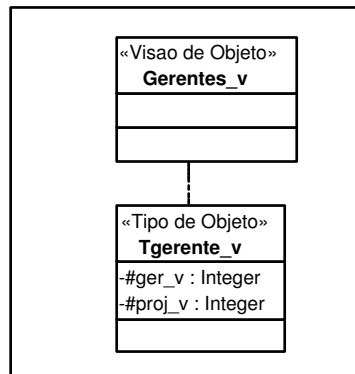 «Visao de Objeto»
Gerentes_v
«Tipo de Objeto»
Tgerente_v
-#ger_v : Integer
-#proj_v : Integer